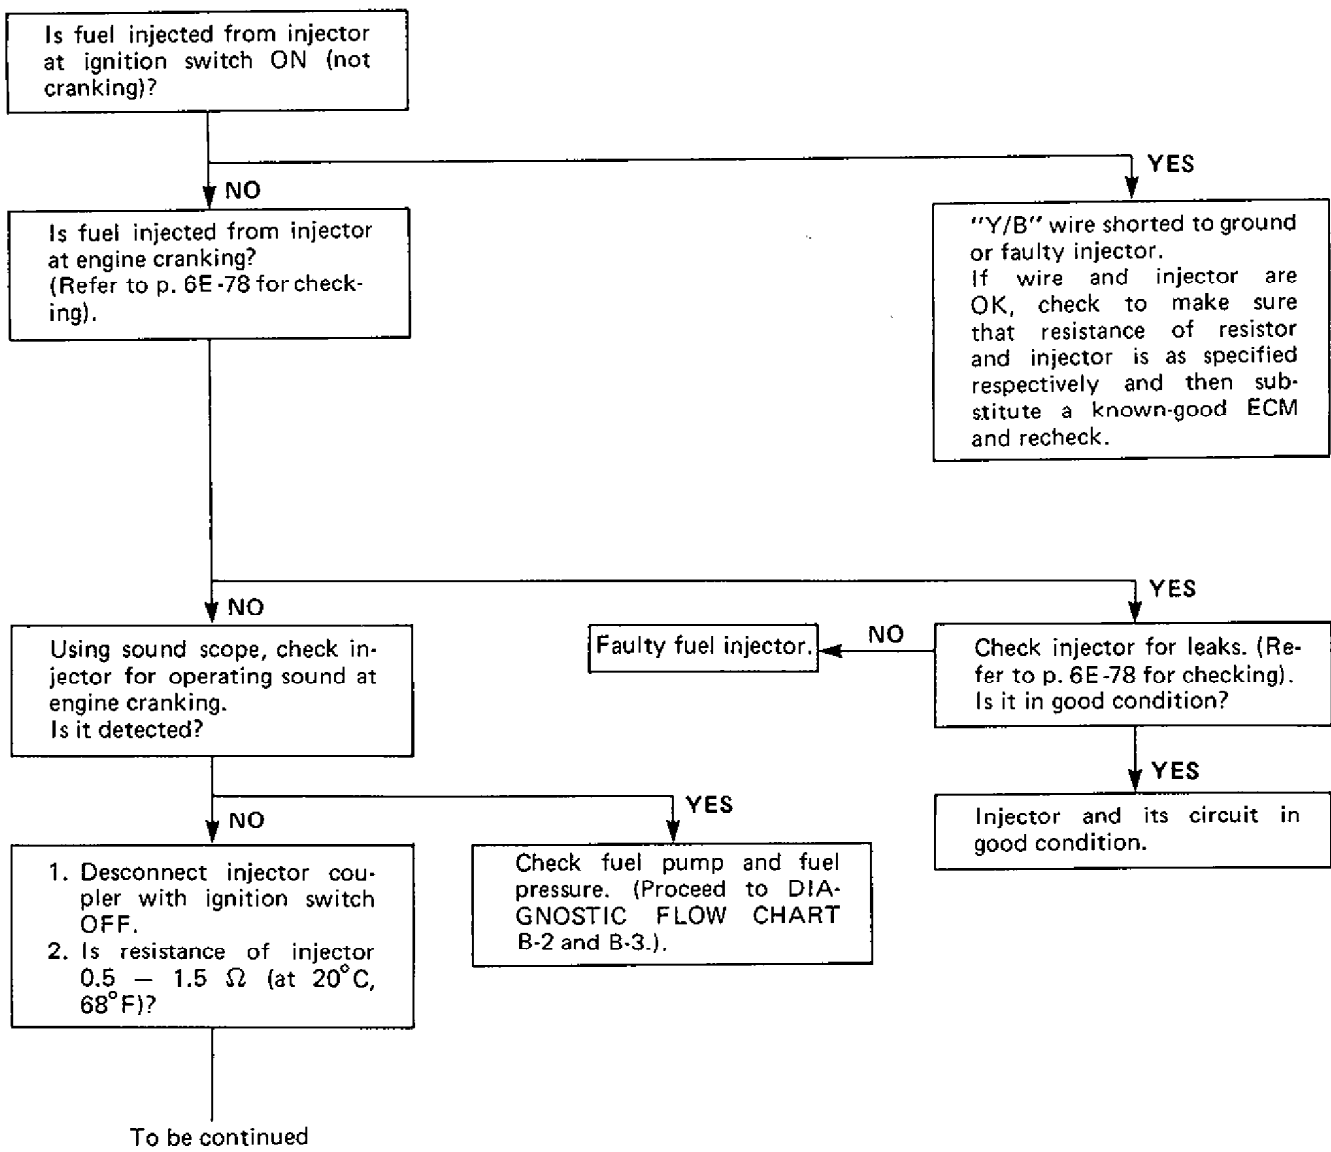 Is fuel injected from injector
at ignition switch ON (not
cranking)?
YES
NO
Is fuel injected from injector
at engine cranking?
(Refer to p. 6E-78 for check-
ing).
"Y/B" wire shorted to ground
or faulty injector.
If wire and injector are
OK, check to make sure
that resistance of resistor
and injector is as specified
respectively and then sub-
stitute a known-good ECM
and recheck.
YES
NO
Using sound scope, check in-
jector for operating sound at
engine cranking.
Is it detected?
Faulty fuel injector.
NO
Check injector for leaks. (Re-
fer to p. 6E-78 for checking).
Is it in good condition?
YES
Injector and its circuit in
good condition.
YES
NO
1. Desconnect injector cou-
pler with ignition switch
OFF.
2. Is resistance of injector
0.5 — 1.5 Ω (at 20°C,
68°F)?
Check fuel pump and fuel
pressure. (Proceed to DIA-
GNOSTIC FLOW CHART
B-2 and B-3.).
To be continued